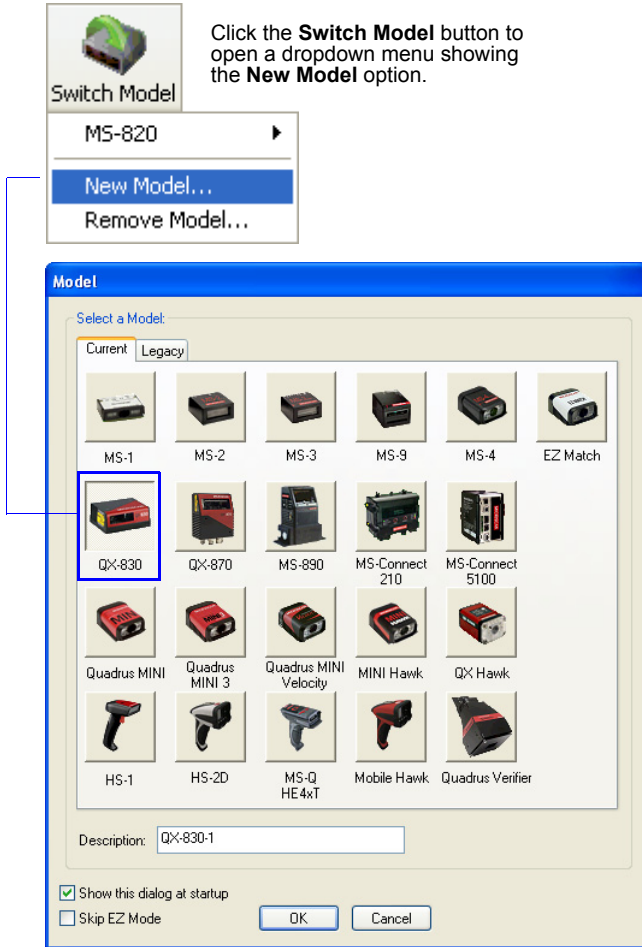 Switch Model
Click the Switch Model button to
open a dropdown menu showing
the New Model option.
MS-820
New Model...
Remove Model...
Model
Select a Model:
Current Legacy
MS-1 MS-2 MS-3 MS-9 MS-4 EZ Match
QX-830 QX-870 MS-890 MS-Connect 210 MS-Connect 5100
Quadrus MINI Quadrus MINI 3 Quadrus MINI Velocity MINI Hawk QX Hawk
HS-1 HS-2D MS-Q HE4xT Mobile Hawk Quadrus Verifier
Description: QX-830-1
Show this dialog at startup
Skip EZ Mode
OK Cancel